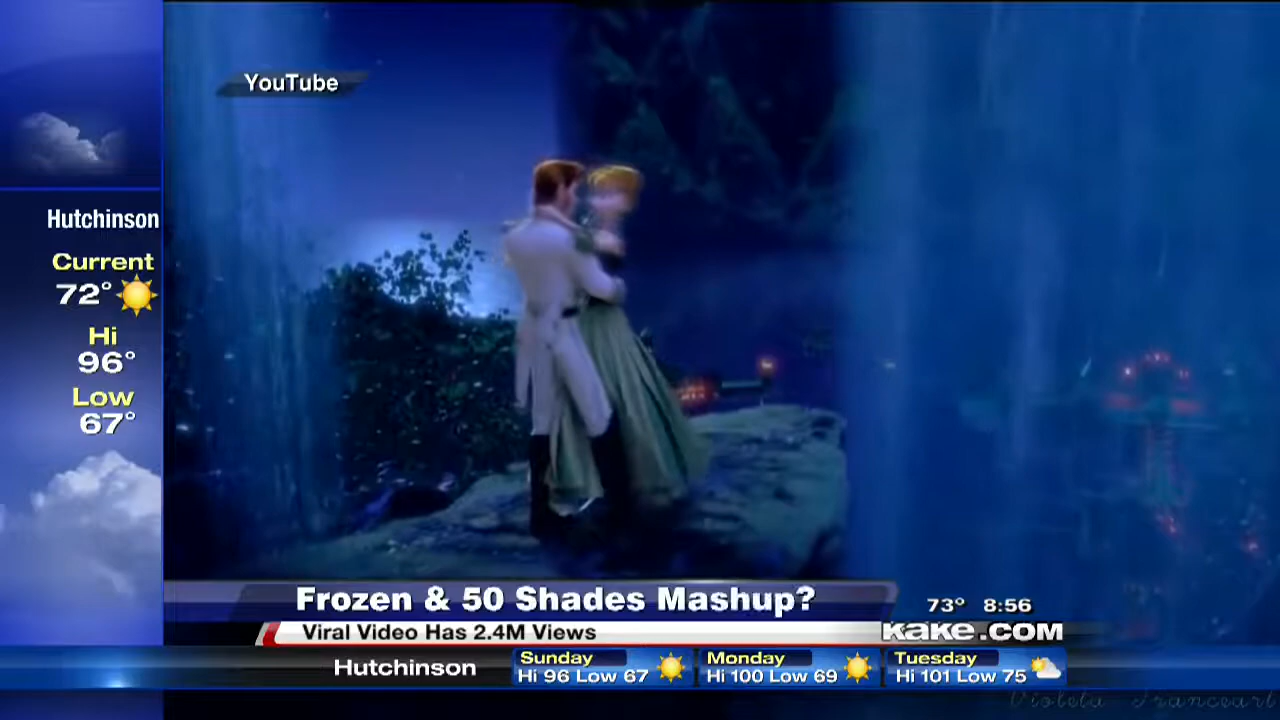 YouTube
Hutchinson
Current
72°
Hi
96°
Low
67°
Frozen & 50 Shades Mashup?
Viral Video Has 2.4M Views
73° 8:56
KAKE.COM
Hutchinson
Sunday
Hi 96 Low 67
Monday
Hi 100 Low 69
Tuesday
Hi 101 Low 75
Violeta Tranceart